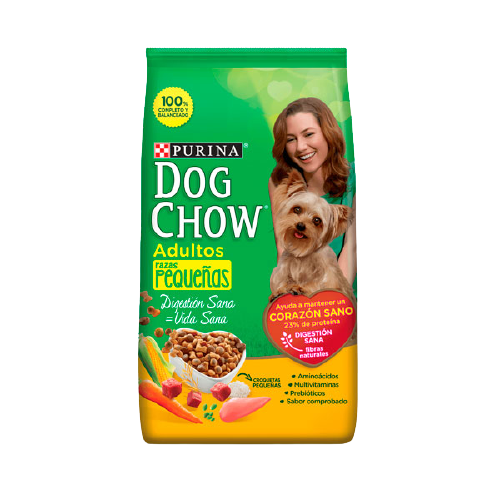 100%
COMPLETO Y
BALANCEADO
PURINA
DOG
CHOW®
Adultos
razas
Pequeñas
Digestión Sana
= Vida Sana
Ayuda a mantener un
CORAZÓN SANO
23% de proteína
DIGESTIÓN
SANA
fibras
naturales
CROQUETAS
PEQUEÑAS
• Aminoácidos
• Multivitaminas
• Prebióticos
• Sabor comprobado